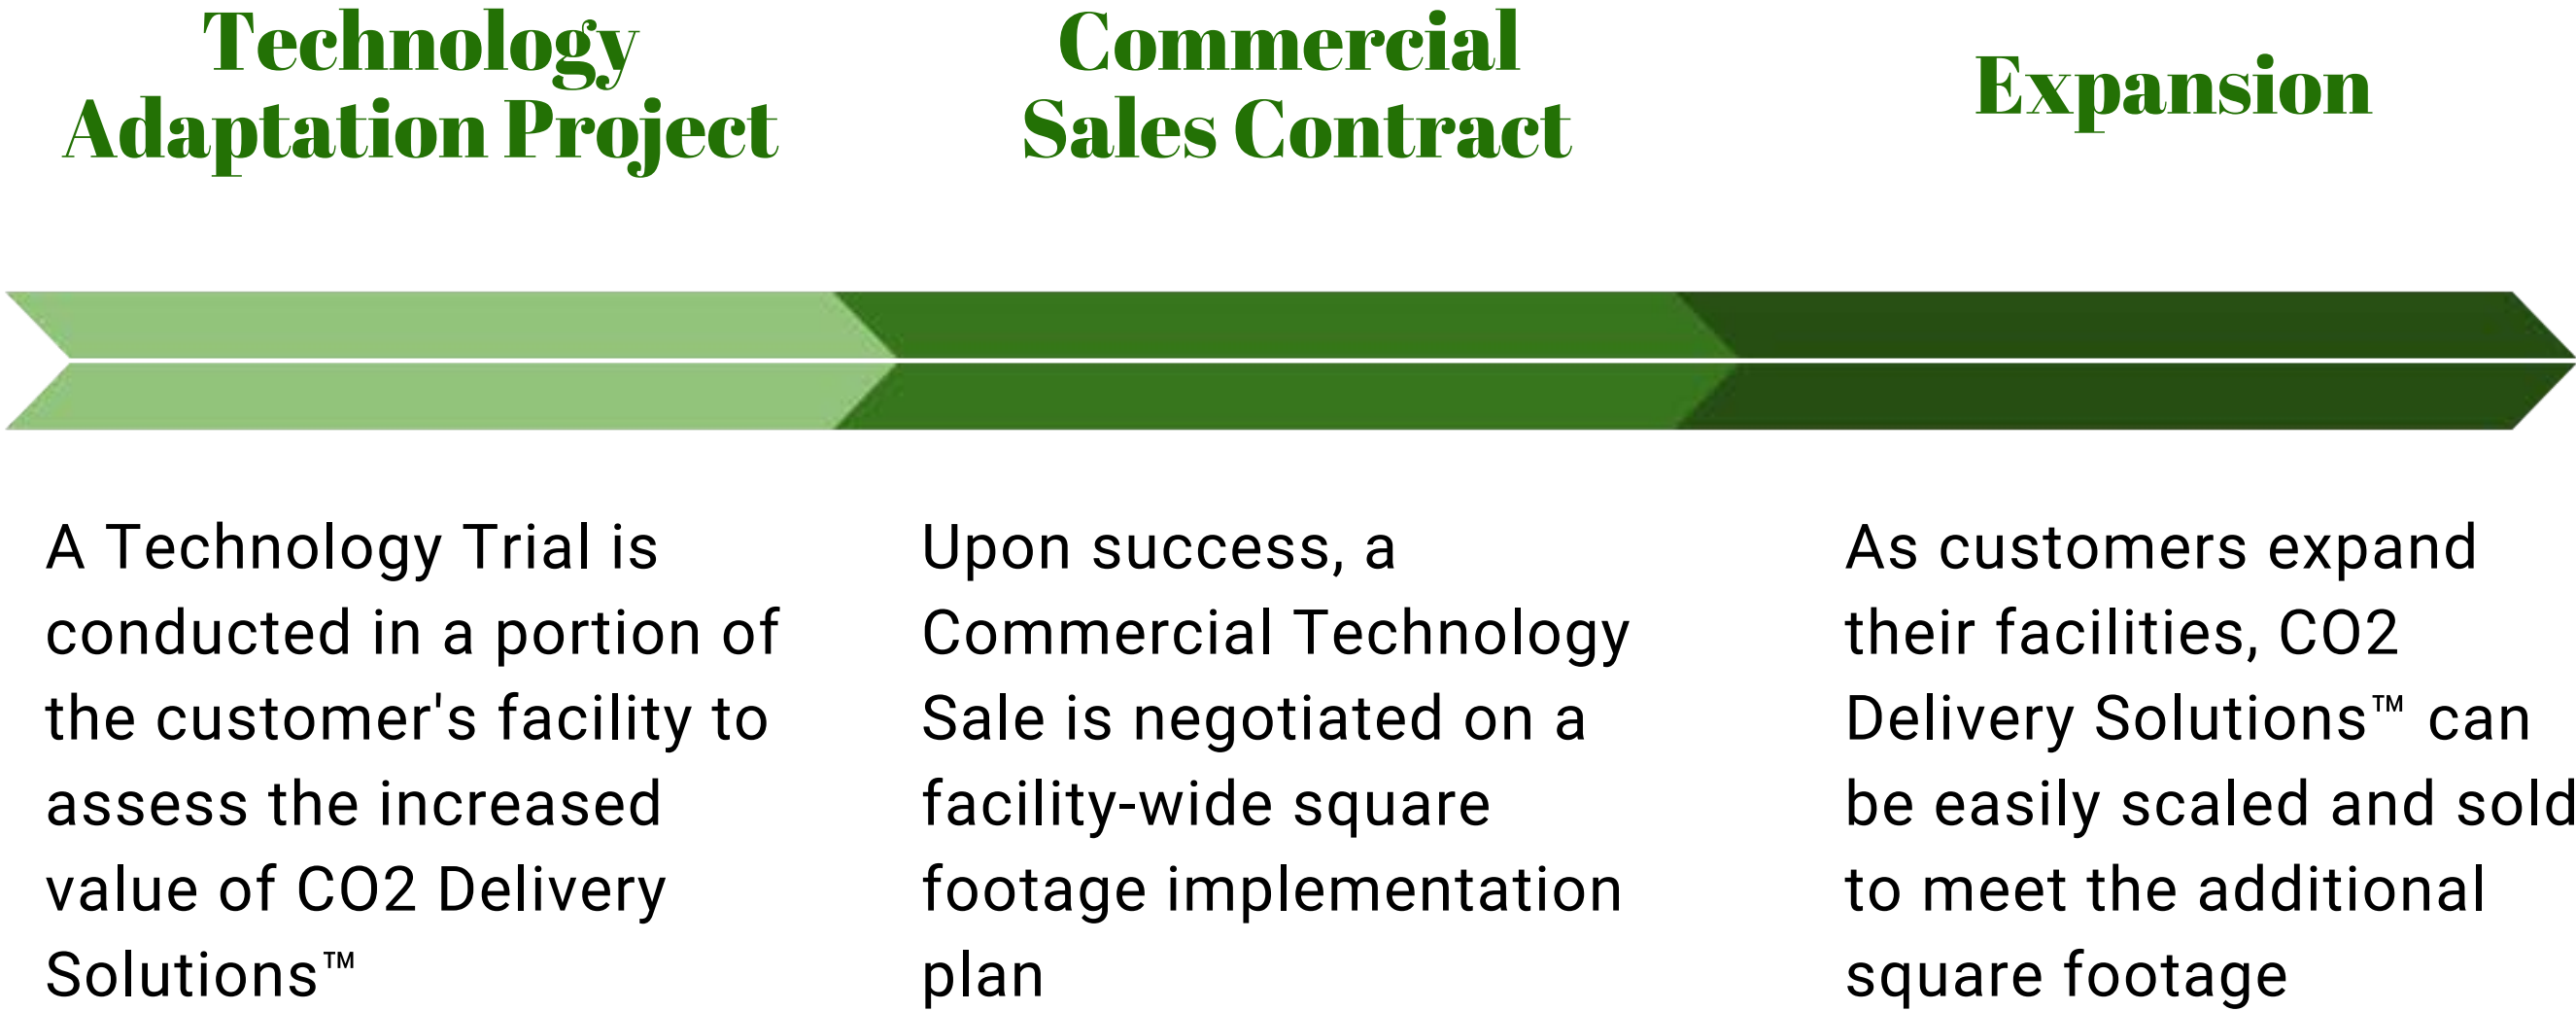 Technology
Adaptation Project
A Technology Trial is
conducted in a portion of
the customer's facility to
assess the increased
value of CO2 Delivery
Solutions™
Commercial
Sales Contract
Upon success, a
Commercial Technology
Sale is negotiated on a
facility-wide square
footage implementation
plan
Expansion
As customers expand
their facilities, CO2
Delivery Solutions™ can
be easily scaled and sold
to meet the additional
square footage